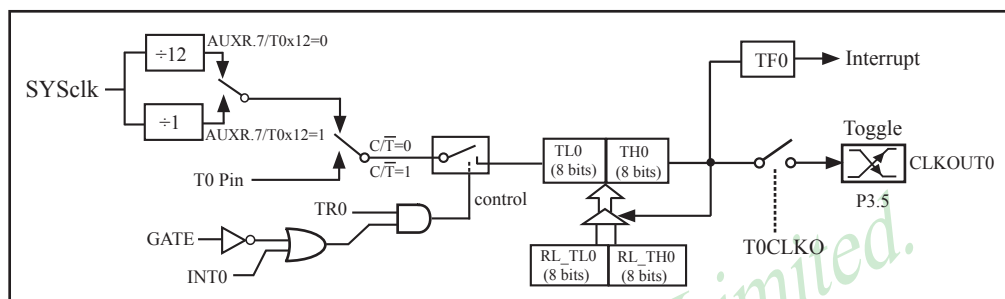 AUXR.7/T0x12=0
÷12
SYSclk
÷1
AUXR.7/T0x12=1
C/T̅=0
C/T̅=1
T0 Pin
TR0
control
GATE
INT0
TL0
(8 bits)
TH0
(8 bits)
RL_TL0
(8 bits)
RL_TH0
(8 bits)
TF0
Interrupt
Toggle
CLKOUT0
P3.5
T0CLKO
Limited.